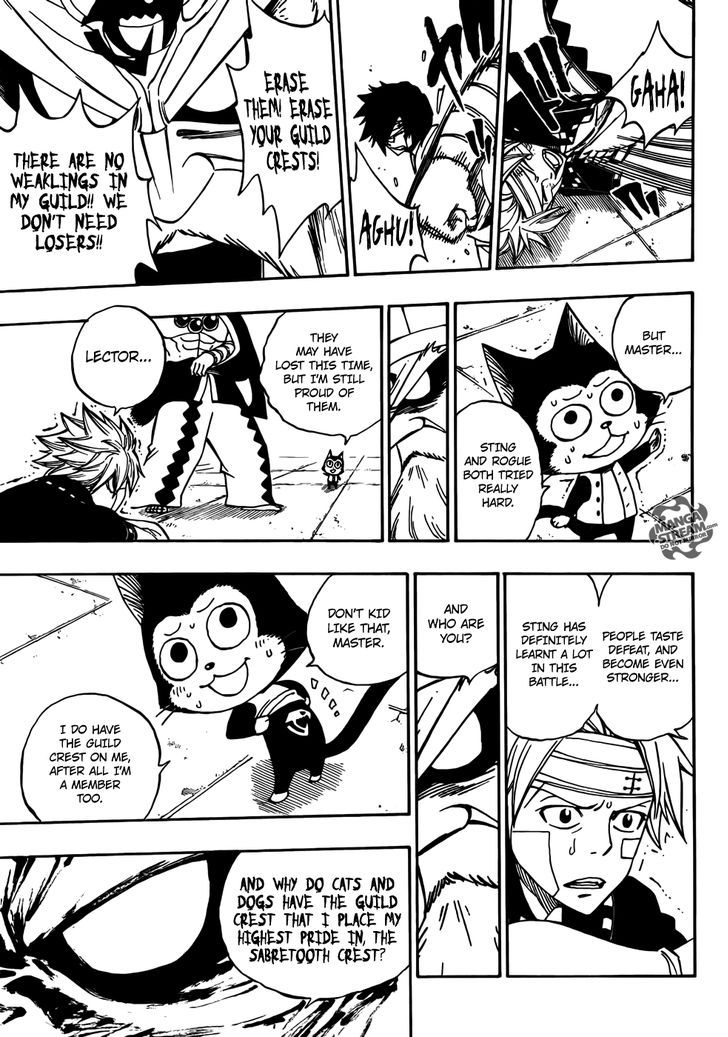 GAHA!
AGHU!
ERASE
THEM! ERASE
YOUR GUILD
CRESTS!
THERE ARE NO
WEAKLINGS IN
MY GUILD!! WE
DON'T NEED
LOSERS!!
BUT
MASTER...
STING
AND ROGUE
BOTH TRIED
REALLY
HARD.
THEY
MAY HAVE
LOST THIS TIME,
BUT I'M STILL
PROUD OF
THEM.
LECTOR...
MANGA
STREAM.com
DO NOT MIRROR
PEOPLE TASTE
DEFEAT, AND
BECOME EVEN
STRONGER...
STING HAS
DEFINITELY
LEARNT A LOT
IN THIS
BATTLE...
AND
WHO ARE
YOU?
DON'T KID
LIKE THAT,
MASTER.
I DO HAVE
THE GUILD
CREST ON ME,
AFTER ALL I'M
A MEMBER
TOO.
AND WHY DO CATS AND
DOGS HAVE THE GUILD
CREST THAT I PLACE MY
HIGHEST PRIDE IN, THE
SABRETOOTH CREST?